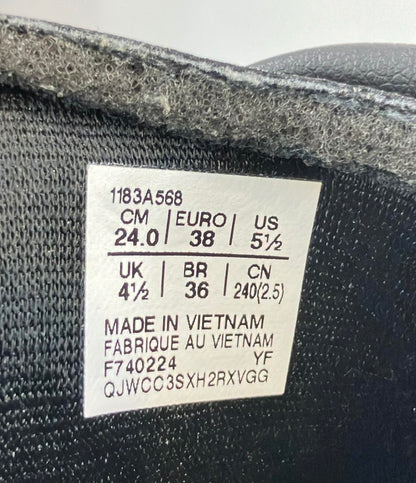 1183A568
CM | EURO | US
24.0 | 38 | 5½
UK | BR | CN
4½ | 36 | 240(2.5)
MADE IN VIETNAM
FABRIQUE AU VIETNAM
F740224 YF
QJWCC3SXH2RXVGG